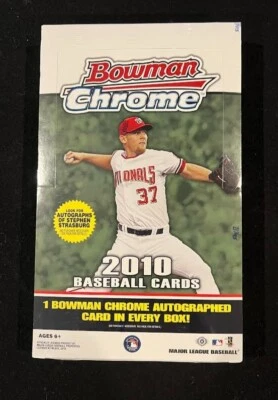 Bowman
Chrome
LOOK FOR
AUTOGRAPHS
OF STEPHEN
STRASBURG
NATIONALS
37
2010
BASEBALL CARDS
1 BOWMAN CHROME AUTOGRAPHED
CARD IN EVERY BOX!
AGES 6+
MAJOR LEAGUE BASEBALL